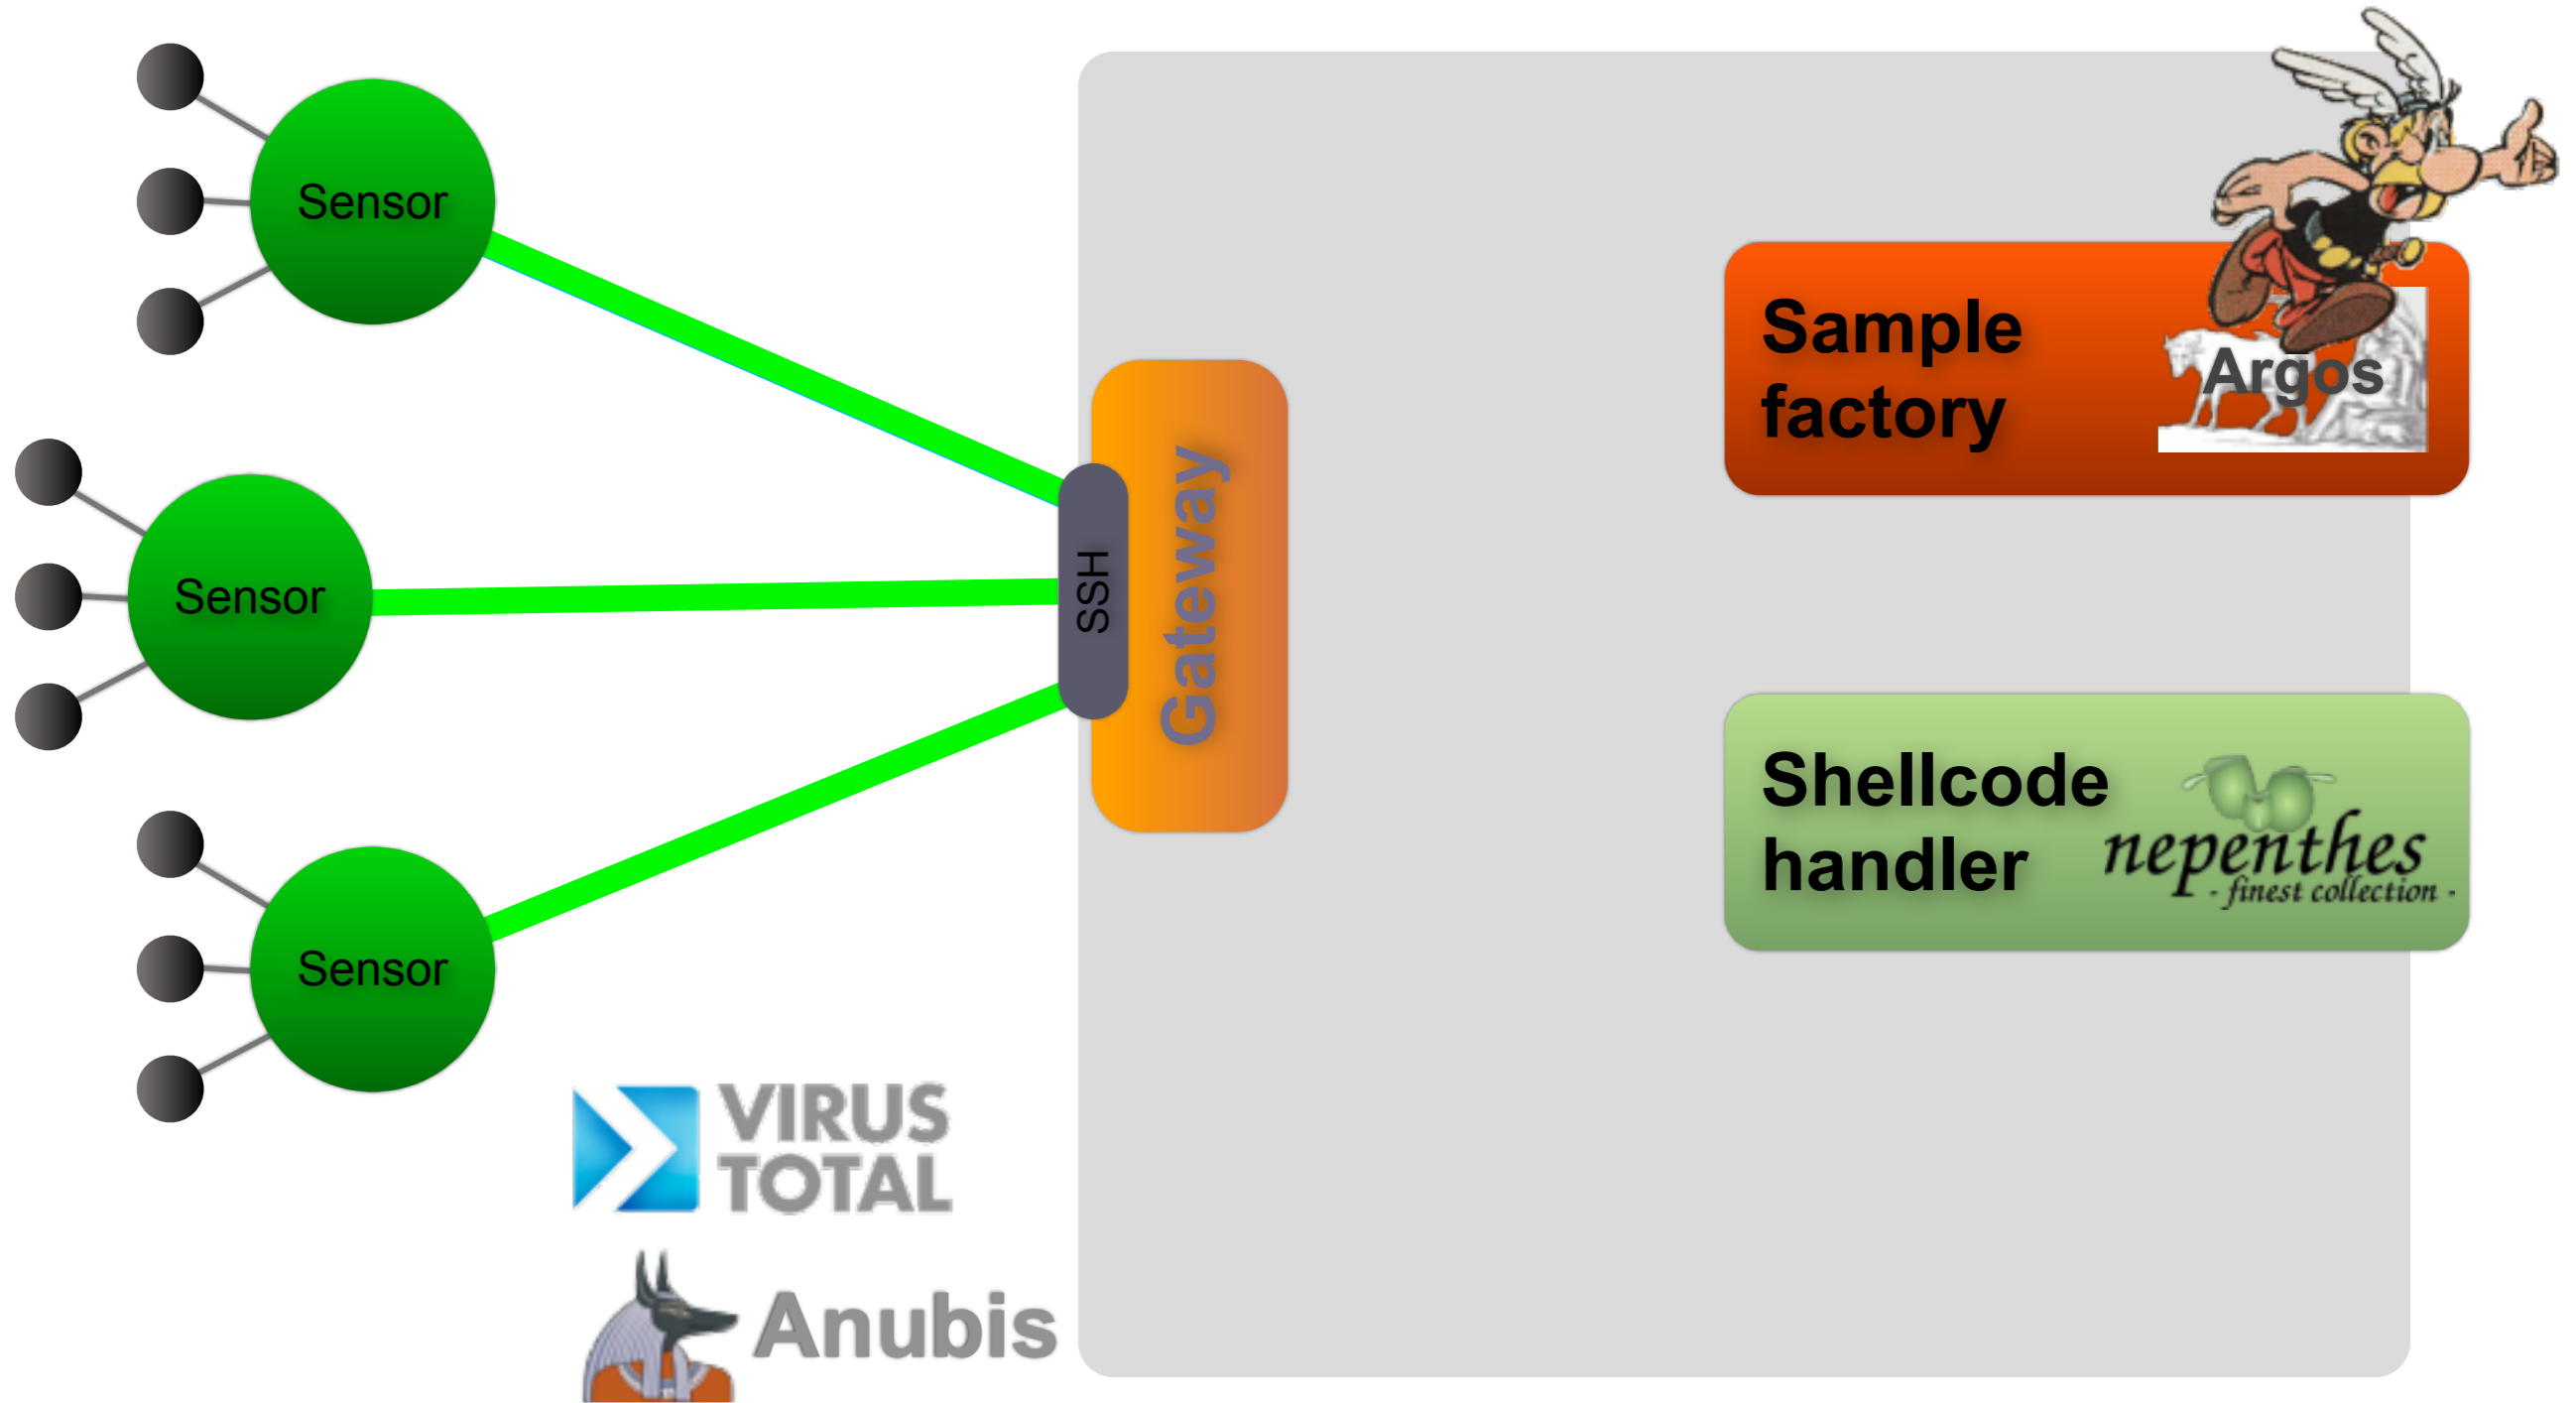 Sensor
Sensor
Sensor
SSH
Gateway
Sample
factory
Argos
Shellcode
handler
nepenthes
- finest collection -
VIRUS
TOTAL
Anubis